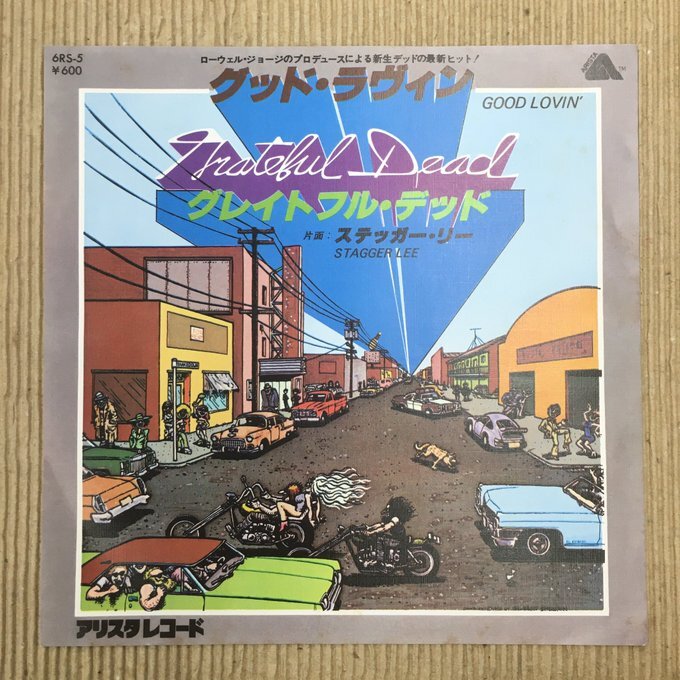 6RS-5
¥600
ローウェル・ジョージのプロデュースによる新生デッドの最新ヒット!
ARISTA
TM
グッド・ラヴィン
GOOD LOVIN'
Grateful Dead
グレイトフル・デッド
片面:ステッガー・リー
STAGGER LEE
アリスタレコード